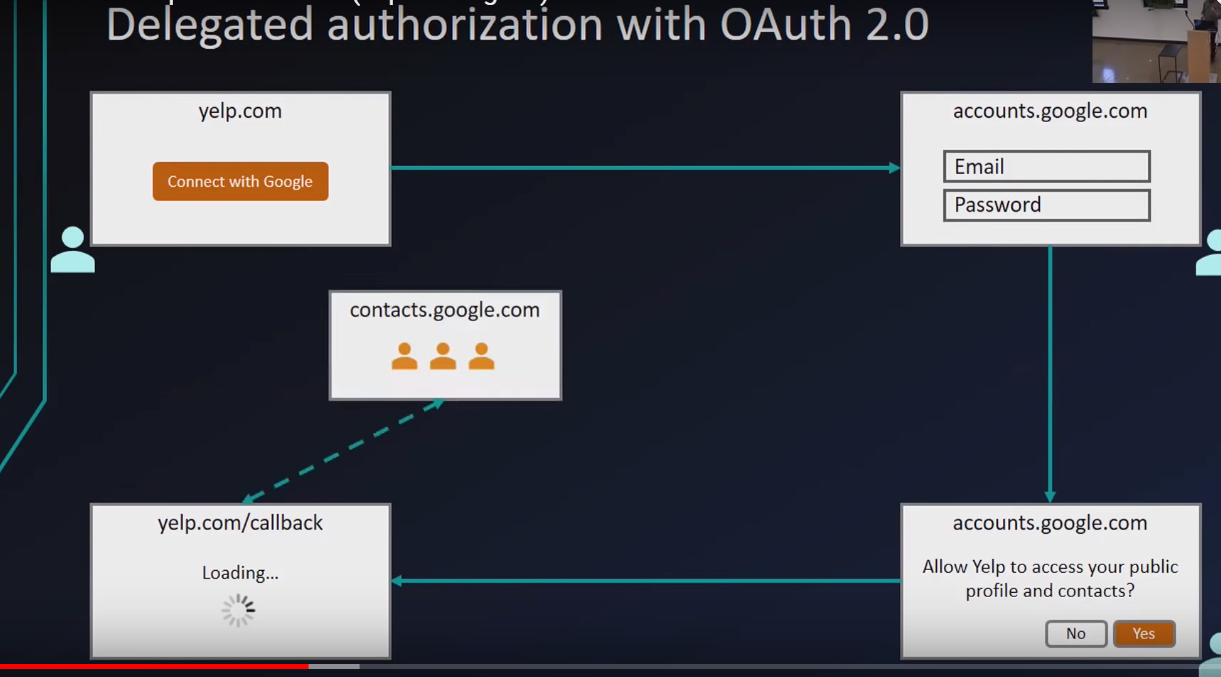 Delegated authorization with OAuth 2.0
yelp.com
Connect with Google
accounts.google.com
Email
Password
contacts.google.com
yelp.com/callback
Loading...
accounts.google.com
Allow Yelp to access your public
profile and contacts?
No
Yes